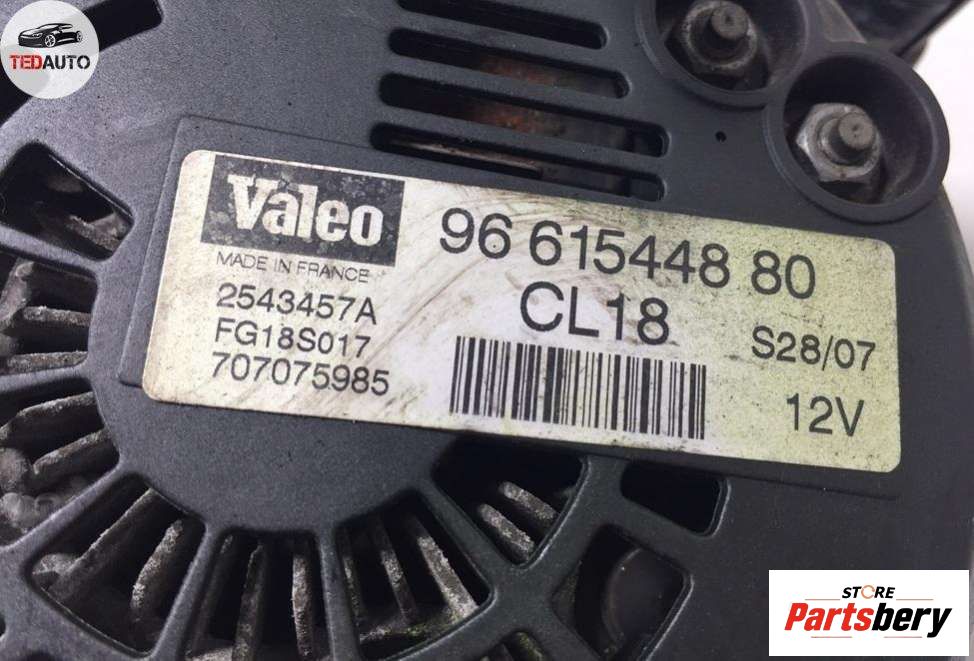 TEDAUTO
Valeo
MADE IN FRANCE
2543457A
FG18S017
707075985
96 615448 80
CL18
S28/07
12V
STORE
Partsbery